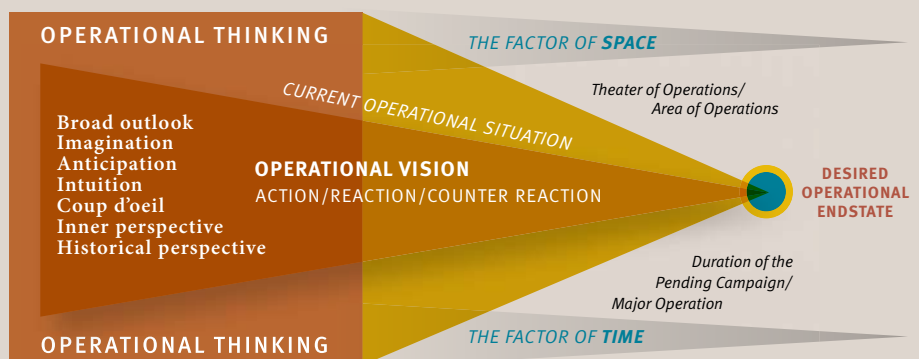 OPERATIONAL THINKING
THE FACTOR OF SPACE
CURRENT OPERATIONAL SITUATION
Theater of Operations/
Area of Operations
Broad outlook
Imagination
Anticipation
Intuition
Coup d’oeil
Inner perspective
Historical perspective
OPERATIONAL VISION
ACTION/REACTION/COUNTER REACTION
DESIRED
OPERATIONAL
ENDSTATE
Duration of the
Pending Campaign/
Major Operation
OPERATIONAL THINKING
THE FACTOR OF TIME